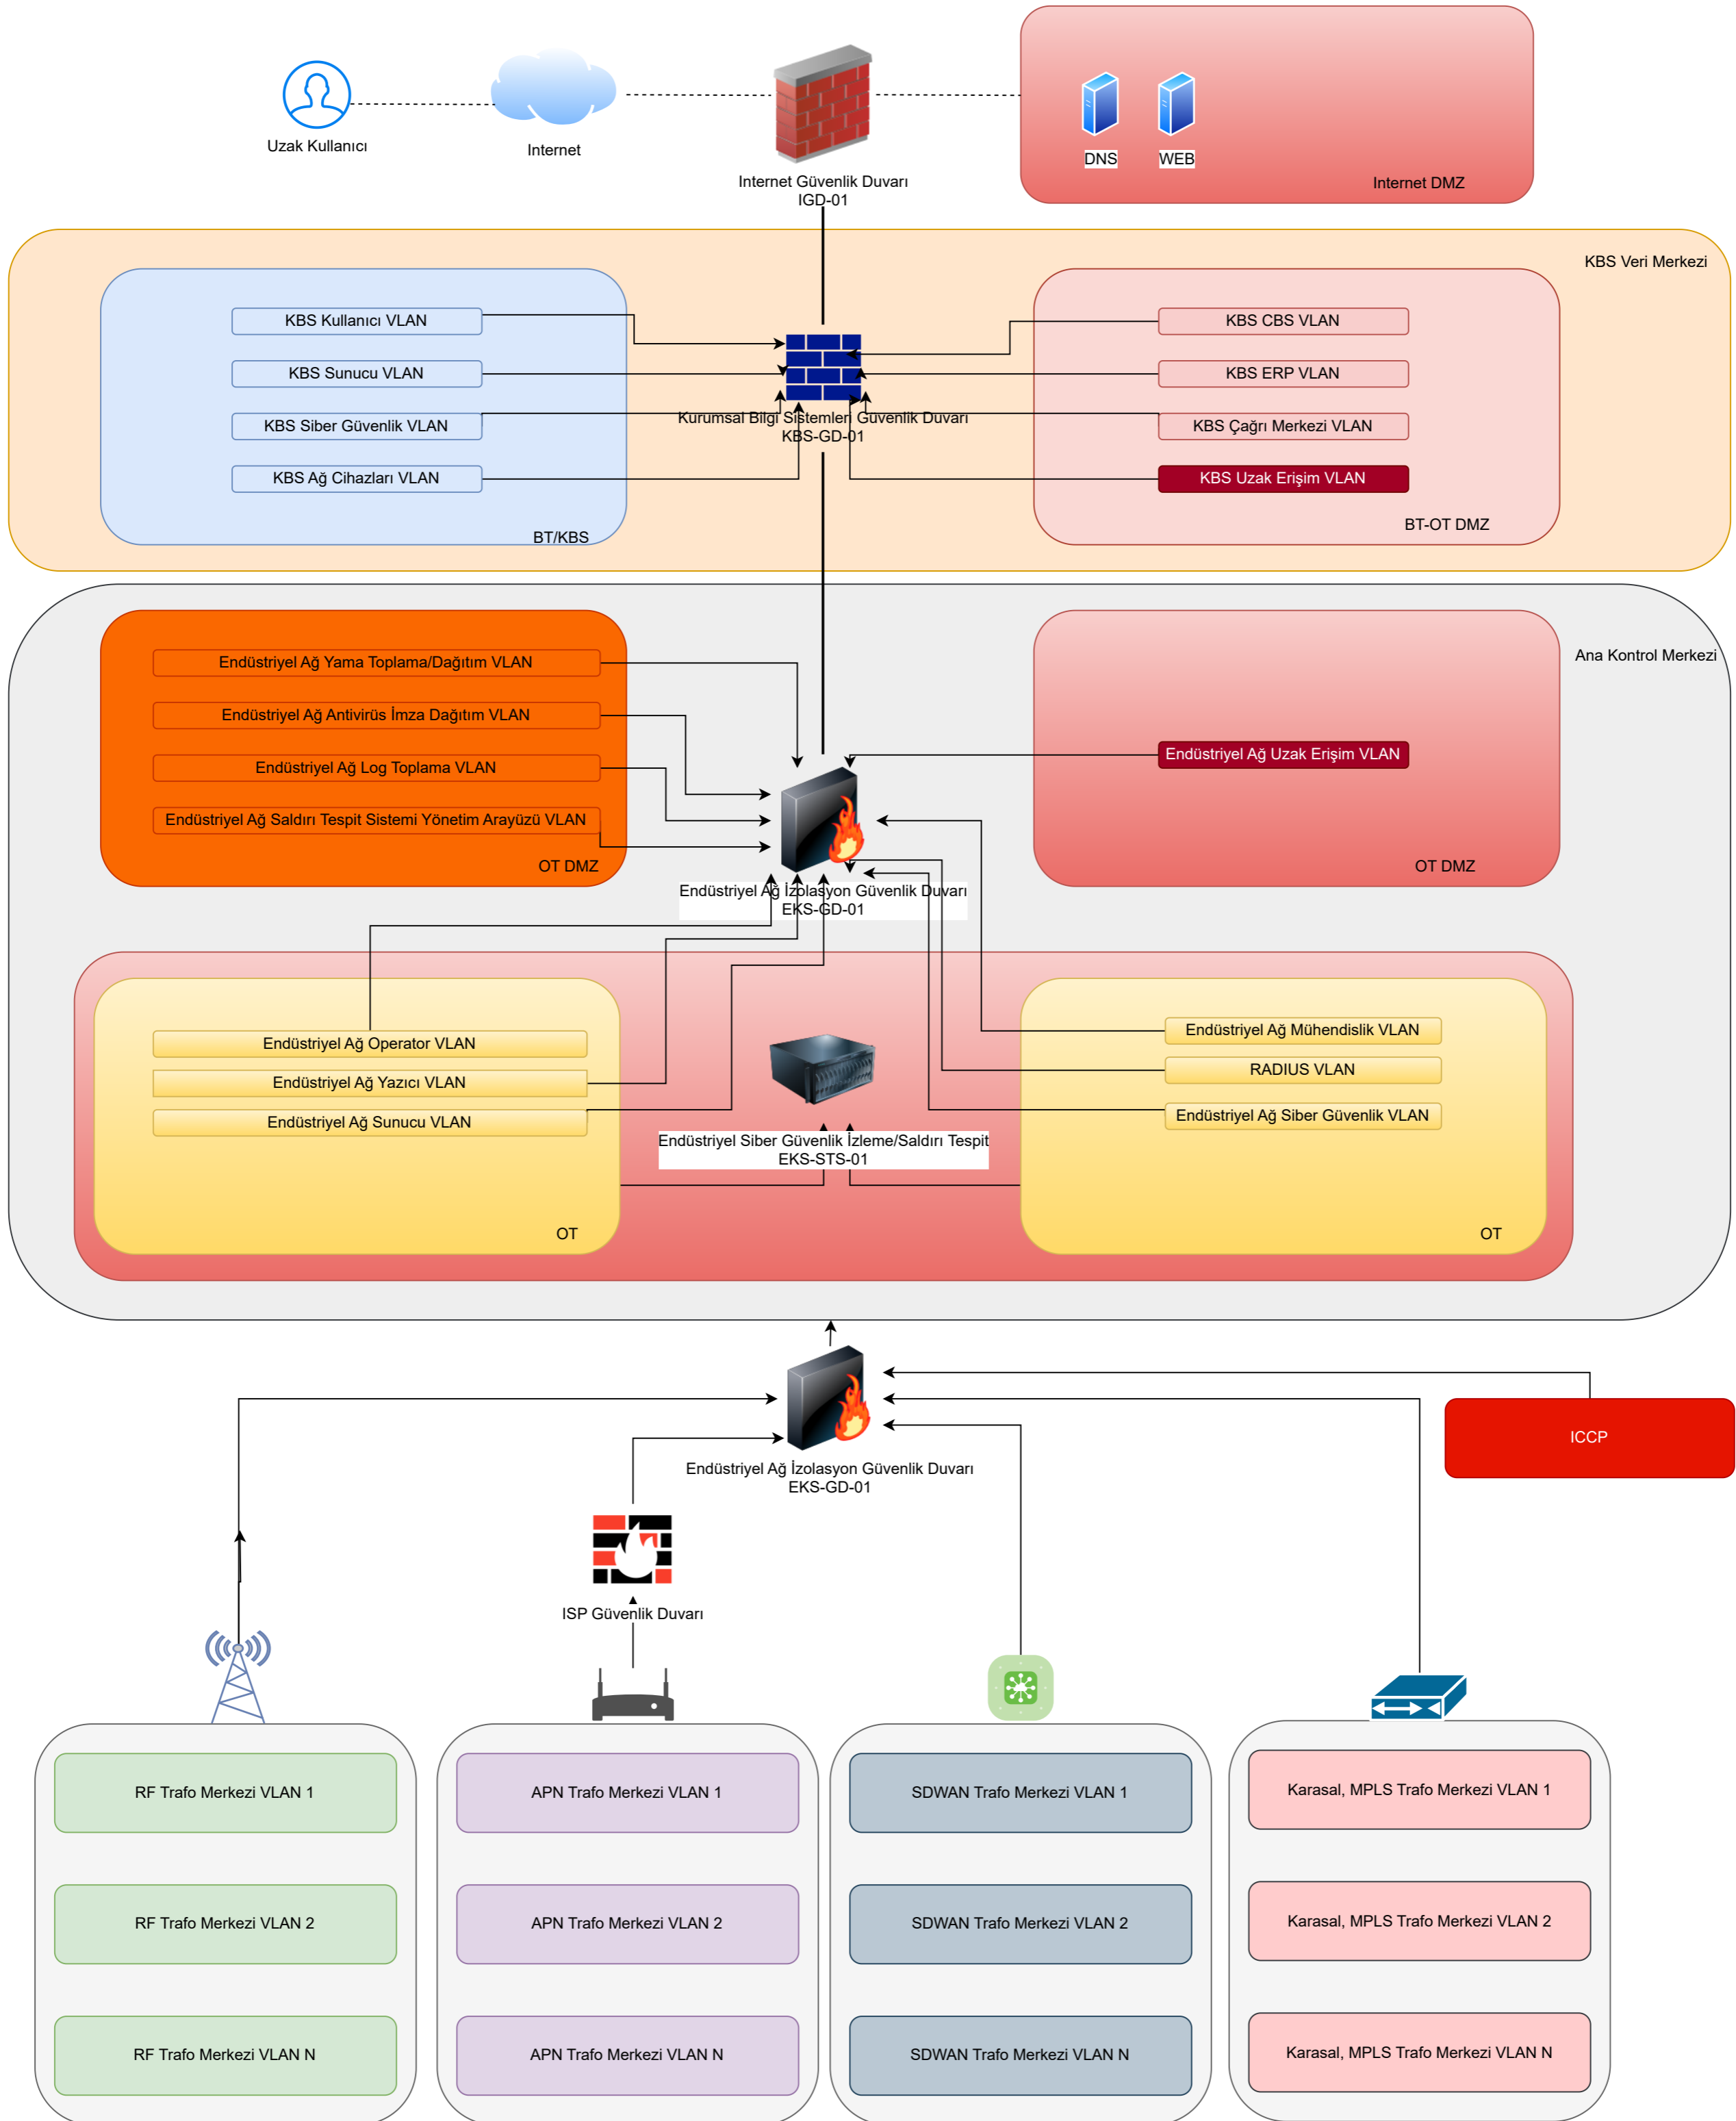 Uzak Kullanıcı
Internet
Internet Güvenlik Duvarı
IGD-01
DNS
WEB
Internet DMZ
KBS Veri Merkezi
KBS Kullanıcı VLAN
KBS Sunucu VLAN
KBS Siber Güvenlik VLAN
KBS Ağ Cihazları VLAN
BT/KBS
Kurumsal Bilgi Sistemleri Güvenlik Duvarı
KBS-GD-01
KBS CBS VLAN
KBS ERP VLAN
KBS Çağrı Merkezi VLAN
KBS Uzak Erişim VLAN
BT-OT DMZ
Ana Kontrol Merkezi
Endüstriyel Ağ Yama Toplama/Dağıtım VLAN
Endüstriyel Ağ Antivirüs İmza Dağıtım VLAN
Endüstriyel Ağ Log Toplama VLAN
Endüstriyel Ağ Saldırı Tespit Sistemi Yönetim Arayüzü VLAN
OT DMZ
Endüstriyel Ağ Uzak Erişim VLAN
OT DMZ
Endüstriyel Ağ İzolasyon Güvenlik Duvarı
EKS-GD-01
Endüstriyel Ağ Operator VLAN
Endüstriyel Ağ Yazıcı VLAN
Endüstriyel Ağ Sunucu VLAN
OT
Endüstriyel Siber Güvenlik İzleme/Saldırı Tespit
EKS-STS-01
Endüstriyel Ağ Mühendislik VLAN
RADIUS VLAN
Endüstriyel Ağ Siber Güvenlik VLAN
OT
Endüstriyel Ağ İzolasyon Güvenlik Duvarı
EKS-GD-01
ICCP
ISP Güvenlik Duvarı
RF Trafo Merkezi VLAN 1
RF Trafo Merkezi VLAN 2
RF Trafo Merkezi VLAN N
APN Trafo Merkezi VLAN 1
APN Trafo Merkezi VLAN 2
APN Trafo Merkezi VLAN N
SDWAN Trafo Merkezi VLAN 1
SDWAN Trafo Merkezi VLAN 2
SDWAN Trafo Merkezi VLAN N
Karasal, MPLS Trafo Merkezi VLAN 1
Karasal, MPLS Trafo Merkezi VLAN 2
Karasal, MPLS Trafo Merkezi VLAN N